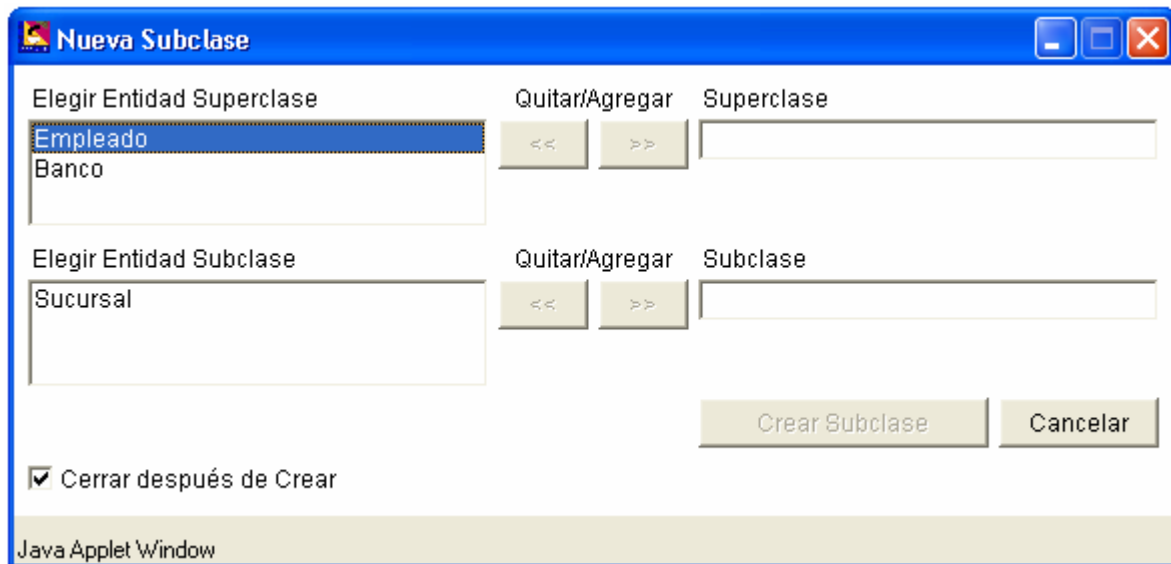 Nueva Subclase
Elegir Entidad Superclase Quitar/Agregar Superclase
Empleado << >>
Banco
Elegir Entidad Subclase Quitar/Agregar Subclase
Sucursal << >>
Crear Subclase Cancelar
Cerrar después de Crear
Java Applet Window